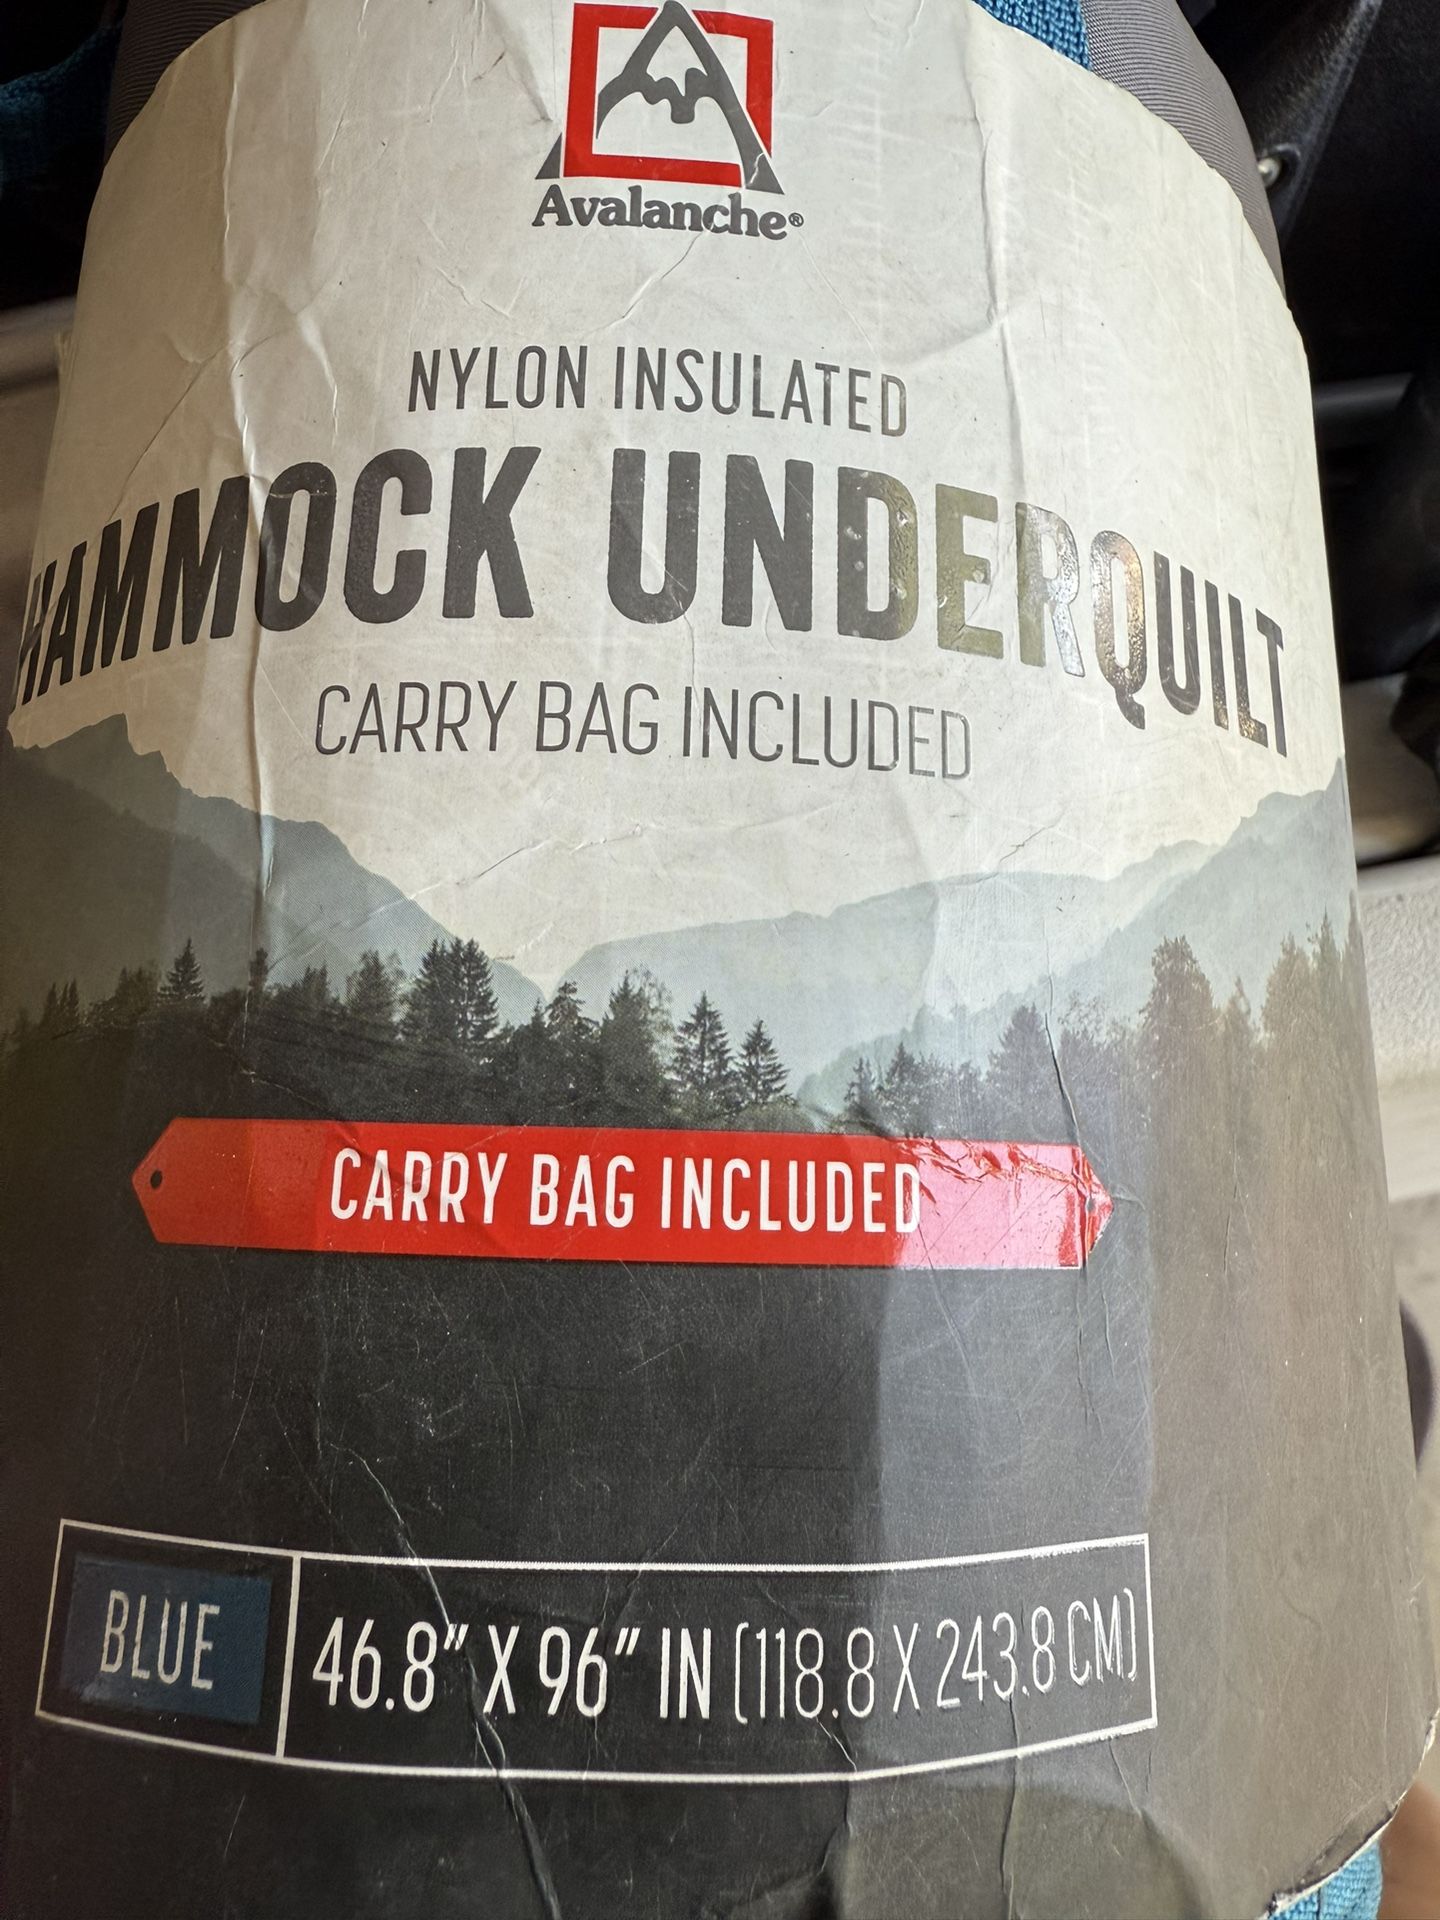 Avalanche®
NYLON INSULATED
HAMMOCK UNDERQUILT
CARRY BAG INCLUDED
CARRY BAG INCLUDED
BLUE
46.8” X 96” IN (118.8 X 243.8 CM)